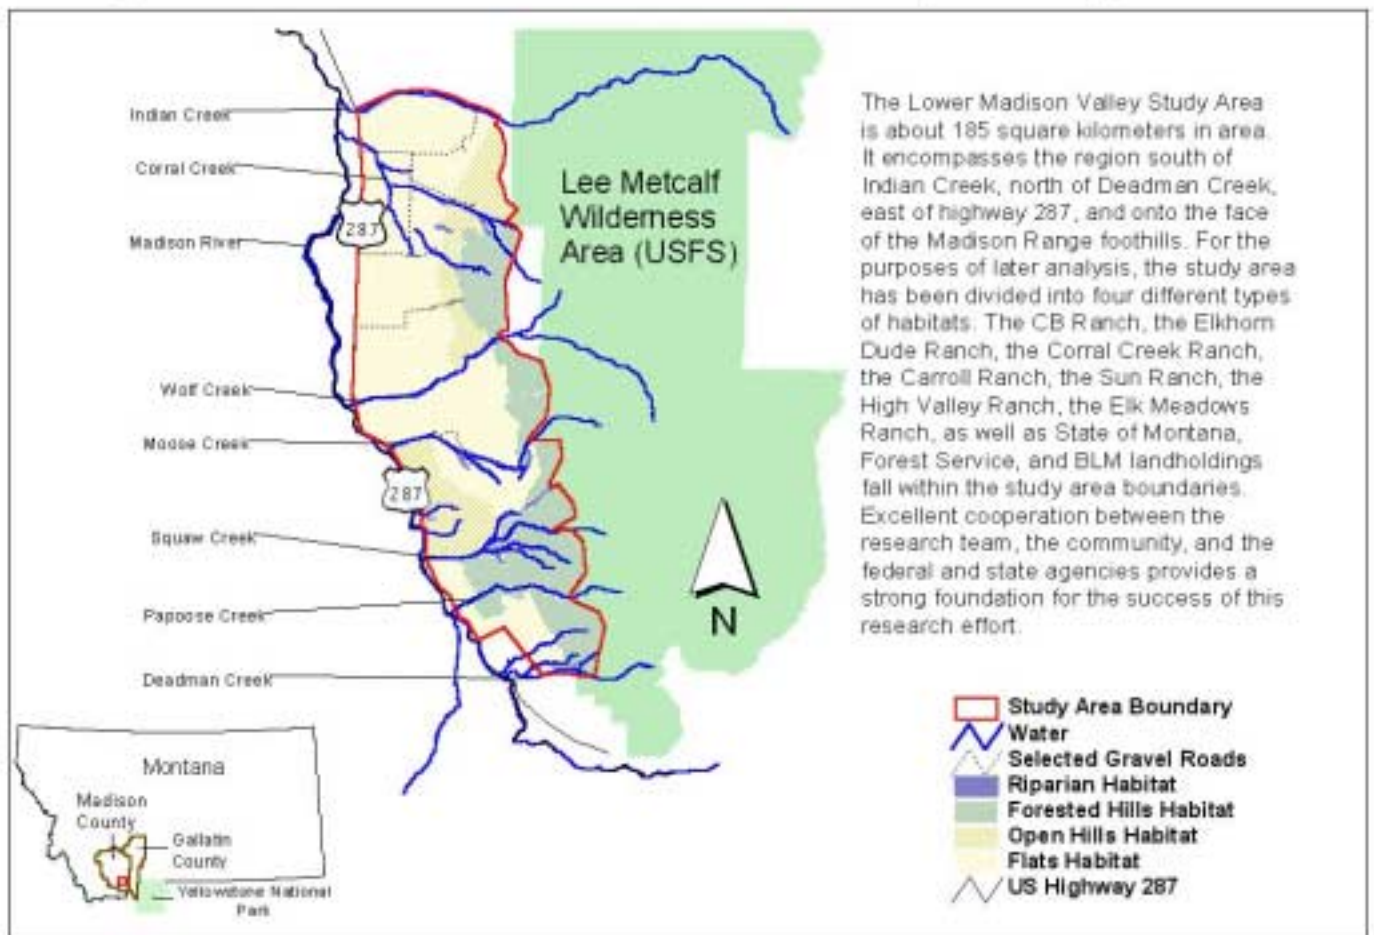 Indian Creek
Corral Creek
Madison River
Wolf Creek
Moose Creek
Squaw Creek
Papoose Creek
Deadman Creek
287
287
Lee Metcalf
Wilderness
Area (USFS)
N
The Lower Madison Valley Study Area
is about 185 square kilometers in area.
It encompasses the region south of
Indian Creek, north of Deadman Creek,
east of highway 287, and onto the face
of the Madison Range foothills. For the
purposes of later analysis, the study area
has been divided into four different types
of habitats. The CB Ranch, the Elkhorn
Dude Ranch, the Corral Creek Ranch,
the Carroll Ranch, the Sun Ranch, the
High Valley Ranch, the Elk Meadows
Ranch, as well as State of Montana,
Forest Service, and BLM landholdings
fall within the study area boundaries.
Excellent cooperation between the
research team, the community, and the
federal and state agencies provides a
strong foundation for the success of this
research effort.
Study Area Boundary
Water
Selected Gravel Roads
Riparian Habitat
Forested Hills Habitat
Open Hills Habitat
Flats Habitat
US Highway 287
Montana
Madison
County
Gallatin
County
Yellowstone National
Park